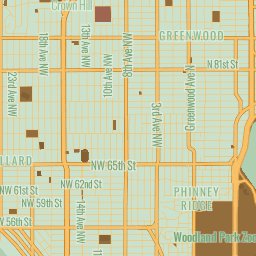 Crown Hill
GREENWOOD
18th Ave NW
13th Ave NW
8th Ave NW
N 81st St
23rd Ave NW
10th Ave NW
3rd Ave NW
Greenwood Ave N
LLARD
NW 65th St
NW 61st St
NW 62nd St
NW 59th St
PHINNEY
RIDGE
14th Ave NW
W 56th St
Woodland Park Zoo